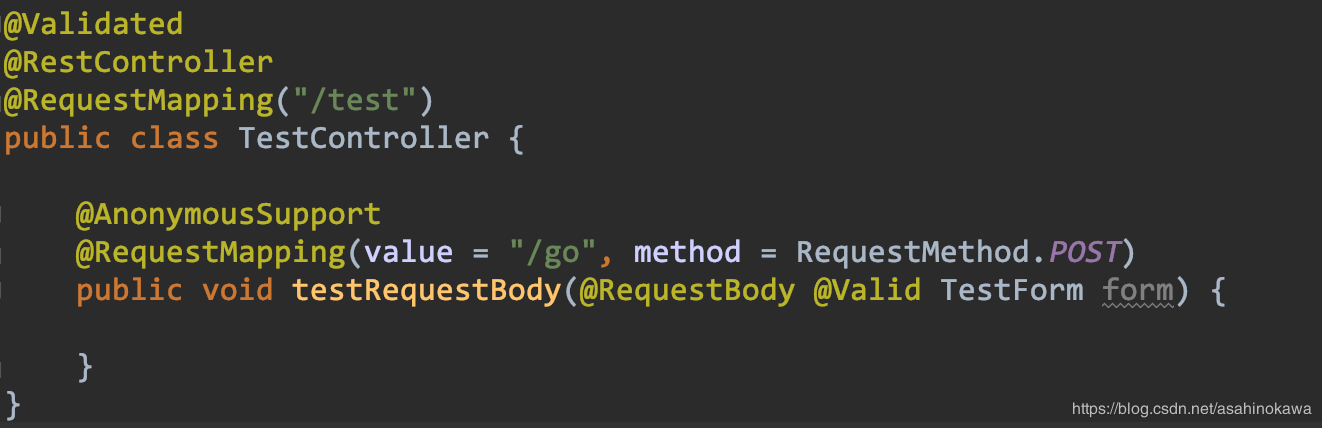 @Validated
@RestController
@RequestMapping("/test")
public class TestController {
@AnonymousSupport
@RequestMapping(value = "/go", method = RequestMethod.POST)
public void testRequestBody(@RequestBody @Valid TestForm form) {
}
}
https://blog.csdn.net/asahinokawa